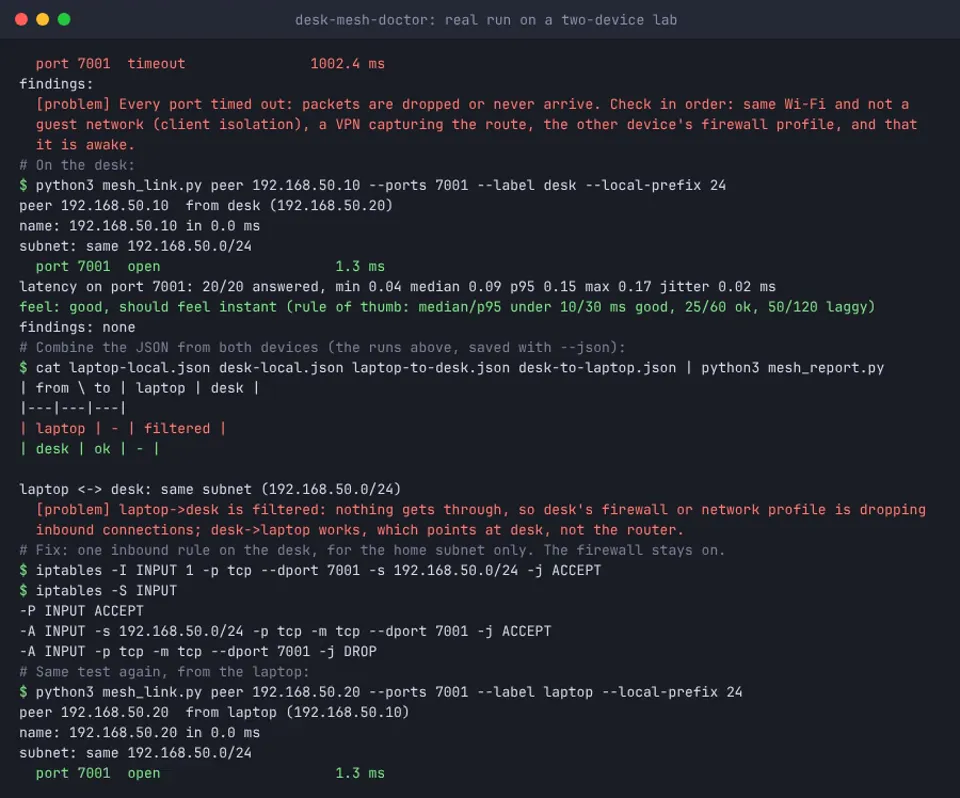 desk-mesh-doctor: real run on a two-device lab
port 7001  timeout               1002.4 ms
findings:
[problem] Every port timed out: packets are dropped or never arrive. Check in order: same Wi-Fi and not a
guest network (client isolation), a VPN capturing the route, the other device's firewall profile, and that
it is awake.
# On the desk:
$ python3 mesh_link.py peer 192.168.50.10 --ports 7001 --label desk --local-prefix 24
peer 192.168.50.10  from desk (192.168.50.20)
name: 192.168.50.10 in 0.0 ms
subnet: same 192.168.50.0/24
port 7001  open                     1.3 ms
latency on port 7001: 20/20 answered, min 0.04 median 0.09 p95 0.15 max 0.17 jitter 0.02 ms
feel: good, should feel instant (rule of thumb: median/p95 under 10/30 ms good, 25/60 ok, 50/120 laggy)
findings: none
# Combine the JSON from both devices (the runs above, saved with --json):
$ cat laptop-local.json desk-local.json laptop-to-desk.json desk-to-laptop.json | python3 mesh_report.py
| from \ to | laptop | desk |
|---|---|---|
| laptop | - | filtered |
| desk | ok | - |
laptop <-> desk: same subnet (192.168.50.0/24)
[problem] laptop->desk is filtered: nothing gets through, so desk's firewall or network profile is dropping
inbound connections; desk->laptop works, which points at desk, not the router.
# Fix: one inbound rule on the desk, for the home subnet only. The firewall stays on.
$ iptables -I INPUT 1 -p tcp --dport 7001 -s 192.168.50.0/24 -j ACCEPT
$ iptables -S INPUT
-P INPUT ACCEPT
-A INPUT -s 192.168.50.0/24 -p tcp -m tcp --dport 7001 -j ACCEPT
-A INPUT -p tcp -m tcp --dport 7001 -j DROP
# Same test again, from the laptop:
$ python3 mesh_link.py peer 192.168.50.20 --ports 7001 --label laptop --local-prefix 24
peer 192.168.50.20  from laptop (192.168.50.10)
name: 192.168.50.20 in 0.0 ms
subnet: same 192.168.50.0/24
port 7001  open                     1.3 ms